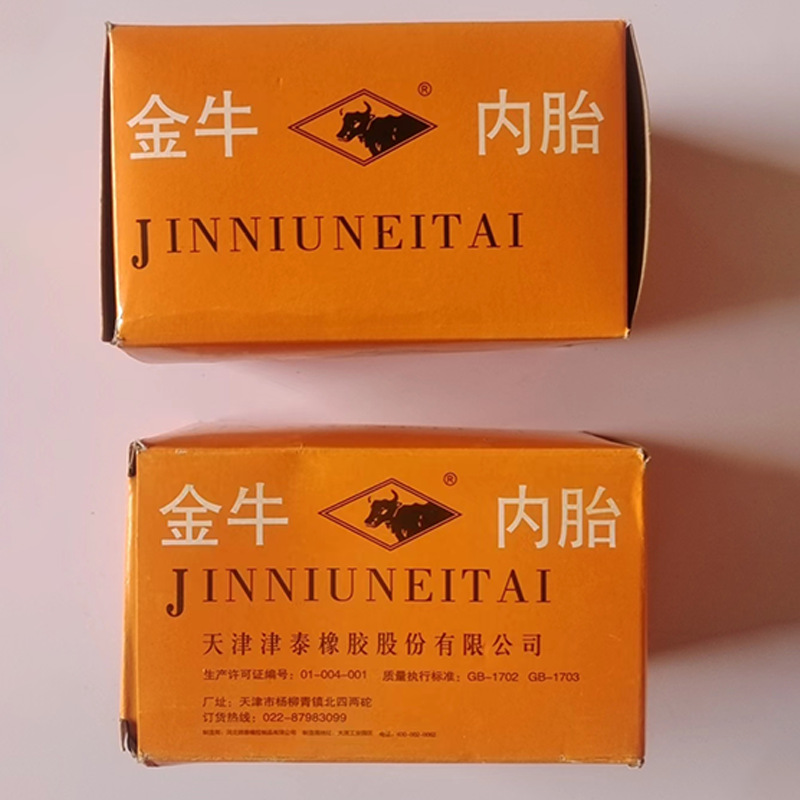 金牛 ® 内胎
JINNIUNEITAI
金牛 ® 内胎
JINNIUNEITAI
天津津泰橡胶股份有限公司
生产许可证编号：01-004-001 质量执行标准：GB-1702 GB-1703
厂址：天津市杨柳青镇北四两砣
订货热线：022-87983099